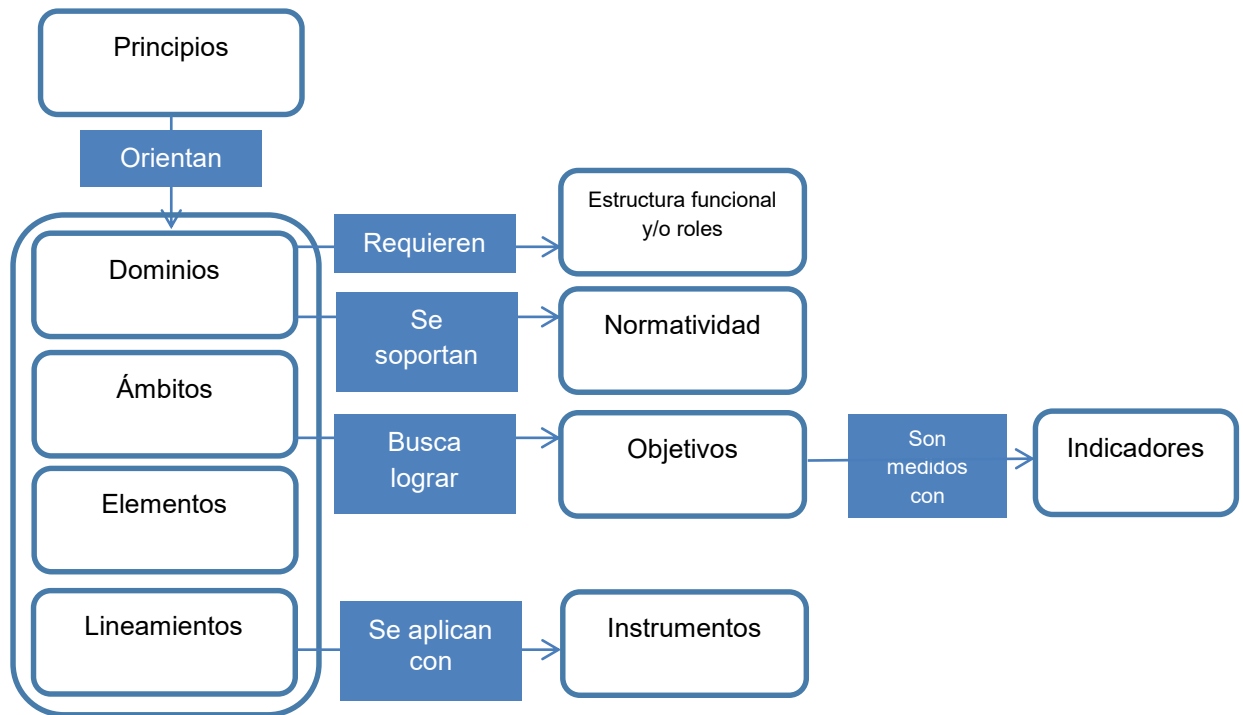 Principios
Orientan
Dominios
Requieren
Estructura funcional
y/o roles
Se
soportan
Normatividad
Ámbitos
Busca
lograr
Objetivos
Son
medidos
con
Indicadores
Elementos
Lineamientos
Se aplican
con
Instrumentos